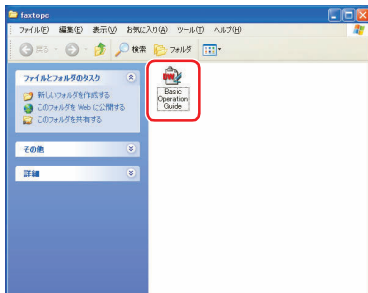 faxtopc
ファイル(F) 編集(E) 表示(V) お気に入り(A) ツール(T) ヘルプ(H)
戻る 検索 フォルダ
ファイルとフォルダのタスク
新しいフォルダを作成する
このフォルダを Web に公開する
このフォルダを共有する
その他
詳細
Basic
Operation
Guide